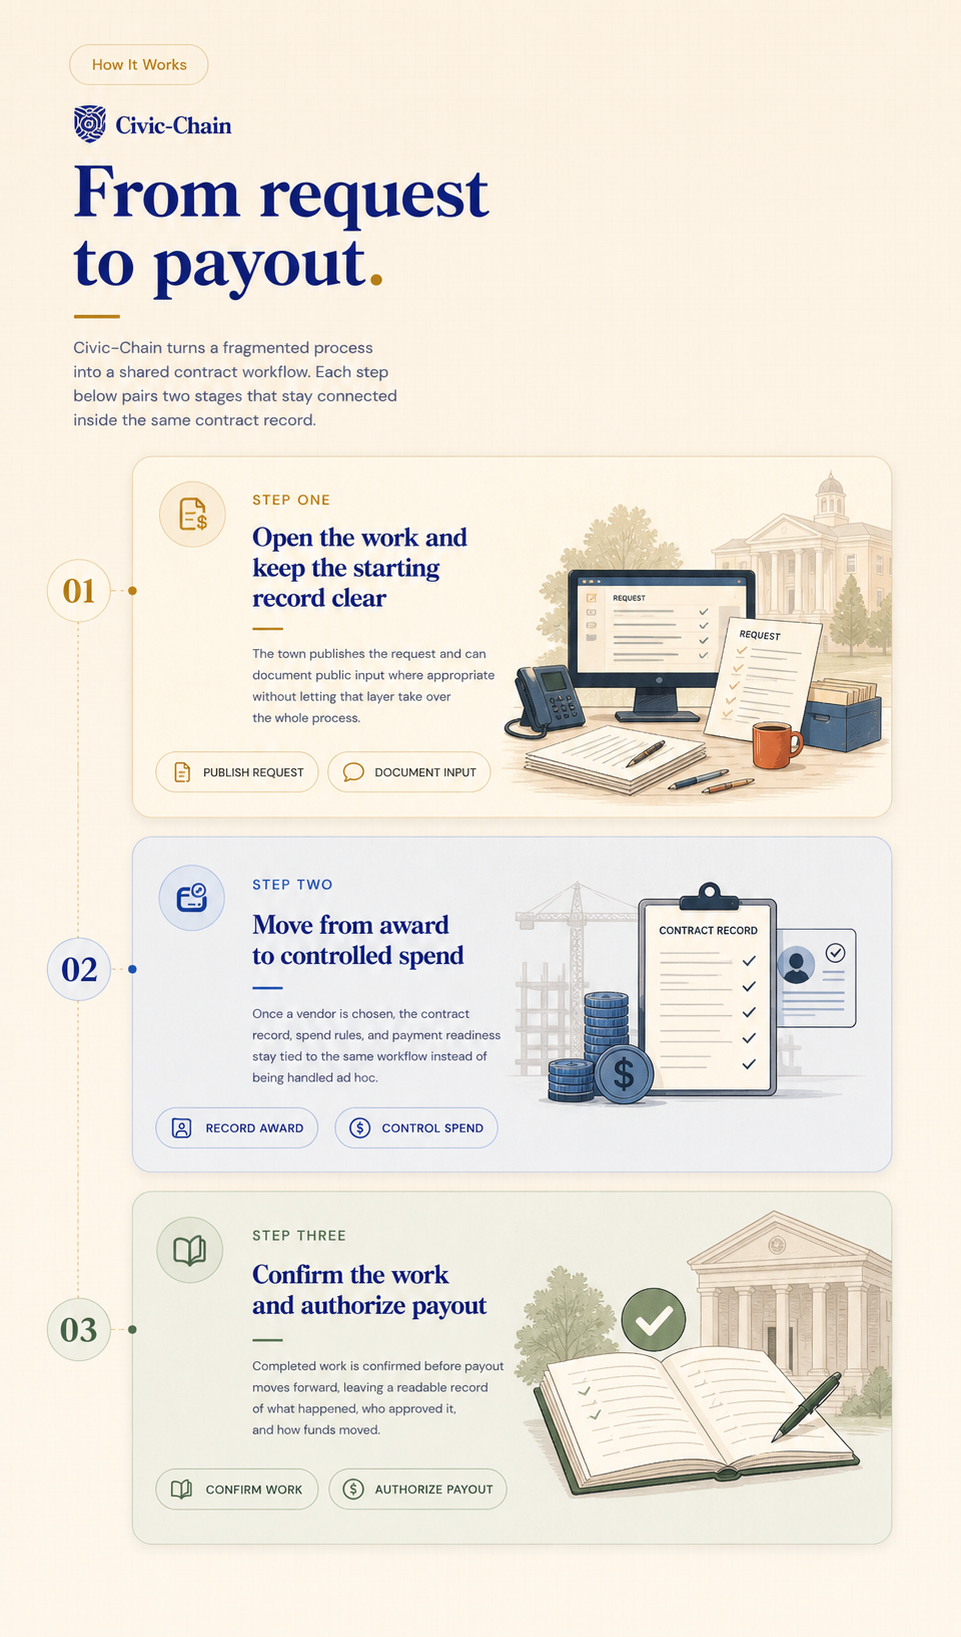 How It Works
Civic-Chain
From request
to payout.
Civic-Chain turns a fragmented process
into a shared contract workflow. Each step
below pairs two stages that stay connected
inside the same contract record.
01
STEP ONE
Open the work and
keep the starting
record clear
The town publishes the request and can
document public input where appropriate
without letting that layer take over
the whole process.
PUBLISH REQUEST
DOCUMENT INPUT
REQUEST
REQUEST
02
STEP TWO
Move from award
to controlled spend
Once a vendor is chosen, the contract
record, spend rules, and payment readiness
stay tied to the same workflow instead of
being handled ad hoc.
RECORD AWARD
$ CONTROL SPEND
CONTRACT RECORD
$
03
STEP THREE
Confirm the work
and authorize payout
Completed work is confirmed before payout
moves forward, leaving a readable record
of what happened, who approved it,
and how funds moved.
CONFIRM WORK
$ AUTHORIZE PAYOUT